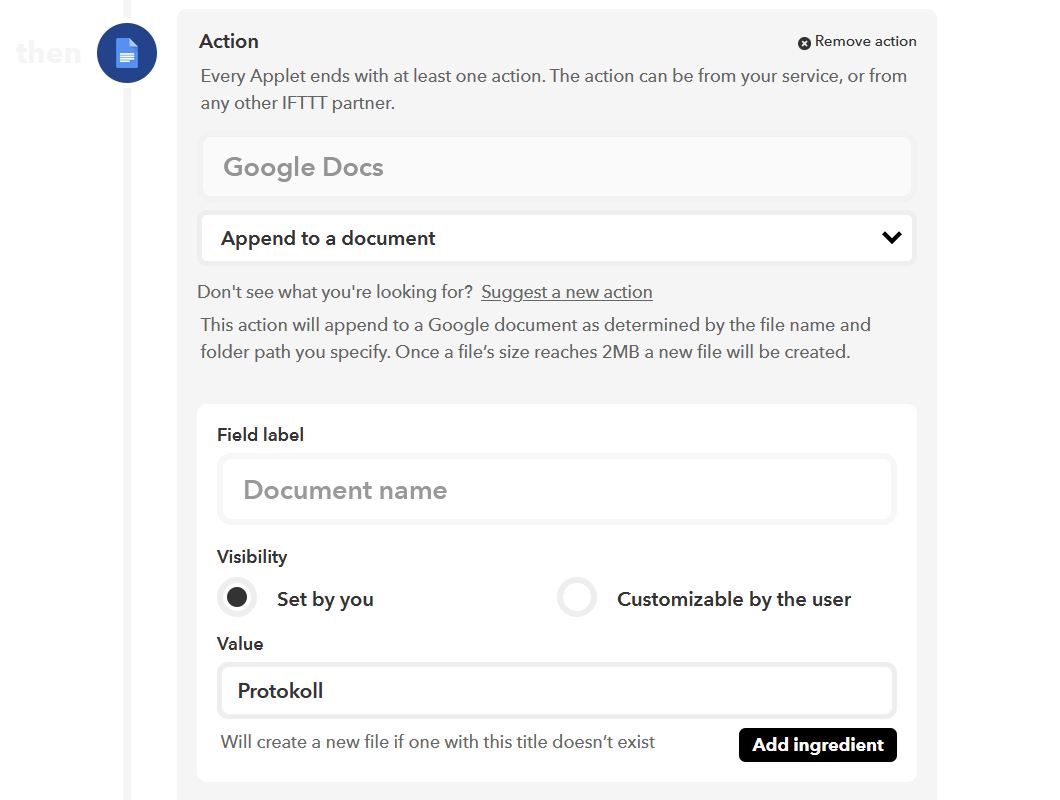 then
Action
Remove action
Every Applet ends with at least one action. The action can be from your service, or from
any other IFTTT partner.
Google Docs
Append to a document
Don't see what you're looking for? Suggest a new action
This action will append to a Google document as determined by the file name and
folder path you specify. Once a file’s size reaches 2MB a new file will be created.
Field label
Document name
Visibility
Set by you
Customizable by the user
Value
Protokoll
Will create a new file if one with this title doesn’t exist
Add ingredient